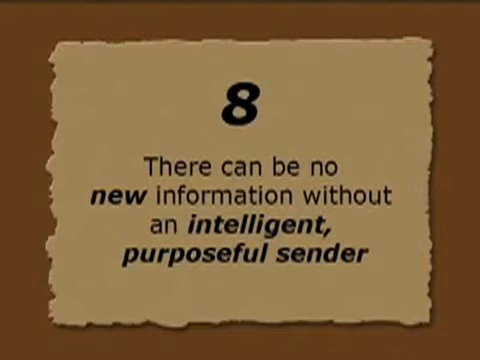 8
There can be no
new information without
an intelligent,
purposeful sender